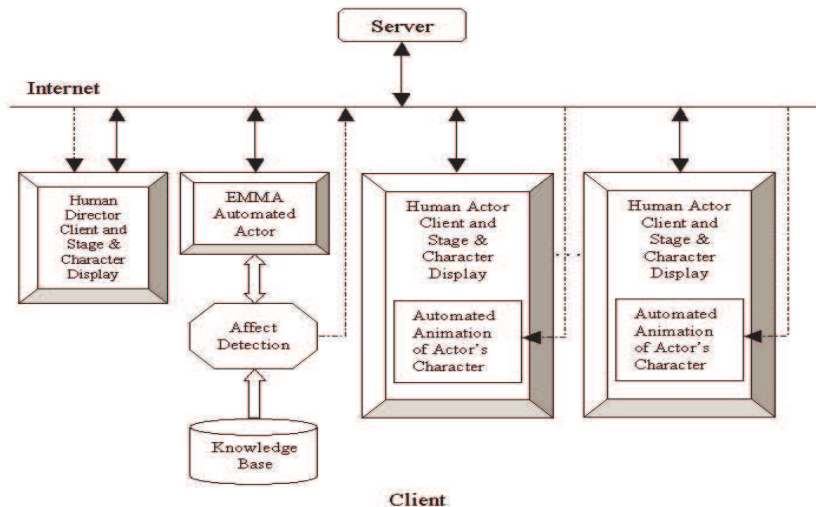 Server
Internet
Human
Director
Client and
Stage &
Character
Display
EMMA
Automated
Actor
Human Actor
Client and
Stage &
Character
Display
Human Actor
Client and
Stage &
Character
Display
Affect
Detection
Automated
Animation
of Actor's
Character
Automated
Animation
of Actor's
Character
Knowledge
Base
Client